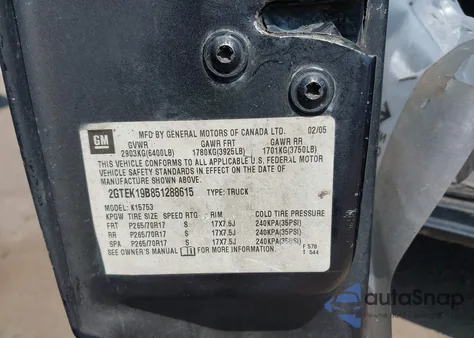 GM
MFD BY GENERAL MOTORS OF CANADA LTD. 02/05
GVWR GAWR FRT GAWR RR
2903KG(6400LB) 1780KG(3925LB) 1701KG(3750LB)
THIS VEHICLE CONFORMS TO ALL APPLICABLE U.S. FEDERAL MOTOR
VEHICLE SAFETY STANDARDS IN EFFECT ON THE DATE OF
MANUFACTURE SHOWN ABOVE.
2GTEK19B851288615 TYPE: TRUCK
MODEL: K15753
KPGW TIRE SIZE SPEED RTG RIM COLD TIRE PRESSURE
FRT P265/70R17 S 17X7.5J 240KPA(35PSI)
RR P265/70R17 S 17X7.5J 240KPA(35PSI)
SPA P265/70R17 S 17X7.5J 240KPA(35PSI)
SEE OWNER'S MANUAL FOR MORE INFORMATION.
F 578
I 544
autoSnap